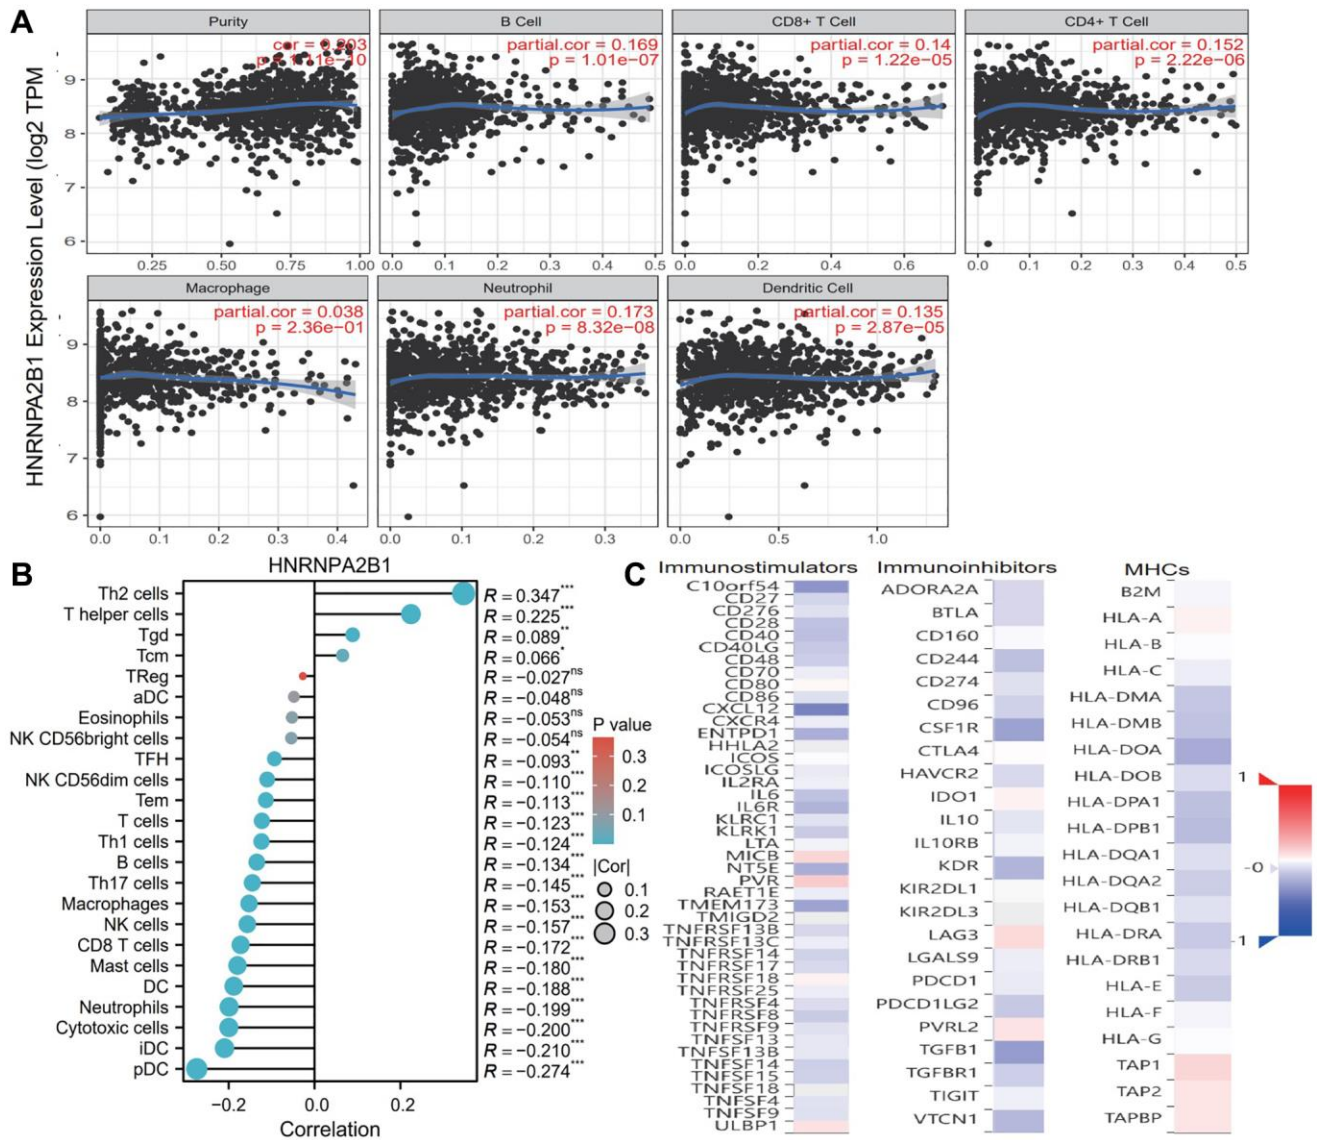 A
Purity
B Cell
CD8+ T Cell
CD4+ T Cell
cor = 0.203
p = 1.11e−10
partial.cor = 0.169
p = 1.01e−07
partial.cor = 0.14
p = 1.22e−05
partial.cor = 0.152
p = 2.22e−06
9
8
7
6
0.25 0.50 0.75 1.00
0.0 0.1 0.2 0.3 0.4 0.5
0.0 0.2 0.4 0.6
0.0 0.1 0.2 0.3 0.4 0.5
HNRNPA2B1 Expression Level (log2 TPM
Macrophage
Neutrophil
Dendritic Cell
partial.cor = 0.038
p = 2.36e−01
partial.cor = 0.173
p = 8.32e−08
partial.cor = 0.135
p = 2.87e−05
9
8
7
6
0.0 0.1 0.2 0.3 0.4
0.0 0.1 0.2 0.3
0.0 0.5 1.0
B
HNRNPA2B1
Th2 cells R = 0.347***
T helper cells R = 0.225***
Tgd R = 0.089**
Tcm R = 0.066*
TReg R = −0.027ns
aDC R = −0.048ns
Eosinophils R = −0.053ns
NK CD56bright cells R = −0.054ns
TFH R = −0.093**
NK CD56dim cells R = −0.110***
Tem R = −0.113***
T cells R = −0.123***
Th1 cells R = −0.124***
B cells R = −0.134***
Th17 cells R = −0.145***
Macrophages R = −0.153***
NK cells R = −0.157***
CD8 T cells R = −0.172***
Mast cells R = −0.180***
DC R = −0.188***
Neutrophils R = −0.199***
Cytotoxic cells R = −0.200***
iDC R = −0.210***
pDC R = −0.274***
−0.2 0.0 0.2
Correlation
P value
0.3
0.2
0.1
|Cor|
0.1
0.2
0.3
C
Immunostimulators
C10orf54
CD27
CD276
CD28
CD40
CD40LG
CD48
CD70
CD80
CD86
CXCL12
CXCR4
ENTPD1
HHLA2
ICOS
ICOSLG
IL2RA
IL6
IL6R
KLRC1
KLRK1
LTA
MICB
NT5E
PVR
RAET1E
TMEM173
TMIGD2
TNFRSF13B
TNFRSF13C
TNFRSF14
TNFRSF17
TNFRSF18
TNFRSF25
TNFRSF4
TNFRSF8
TNFRSF9
TNFSF13
TNFSF13B
TNFSF14
TNFSF15
TNFSF18
TNFSF4
TNFSF9
ULBP1
Immunoinhibitors
ADORA2A
BTLA
CD160
CD244
CD274
CD96
CSF1R
CTLA4
HAVCR2
IDO1
IL10
IL10RB
KDR
KIR2DL1
KIR2DL3
LAG3
LGALS9
PDCD1
PDCD1LG2
PVRL2
TGFB1
TGFBR1
TIGIT
VTCN1
MHCs
B2M
HLA-A
HLA-B
HLA-C
HLA-DMA
HLA-DMB
HLA-DOA
HLA-DOB
HLA-DPA1
HLA-DPB1
HLA-DQA1
HLA-DQA2
HLA-DQB1
HLA-DRA
HLA-DRB1
HLA-E
HLA-F
HLA-G
TAP1
TAP2
TAPBP
1
-0
-1